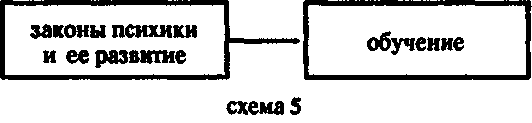 законы психики
и ее развитие
обучение
схема 5